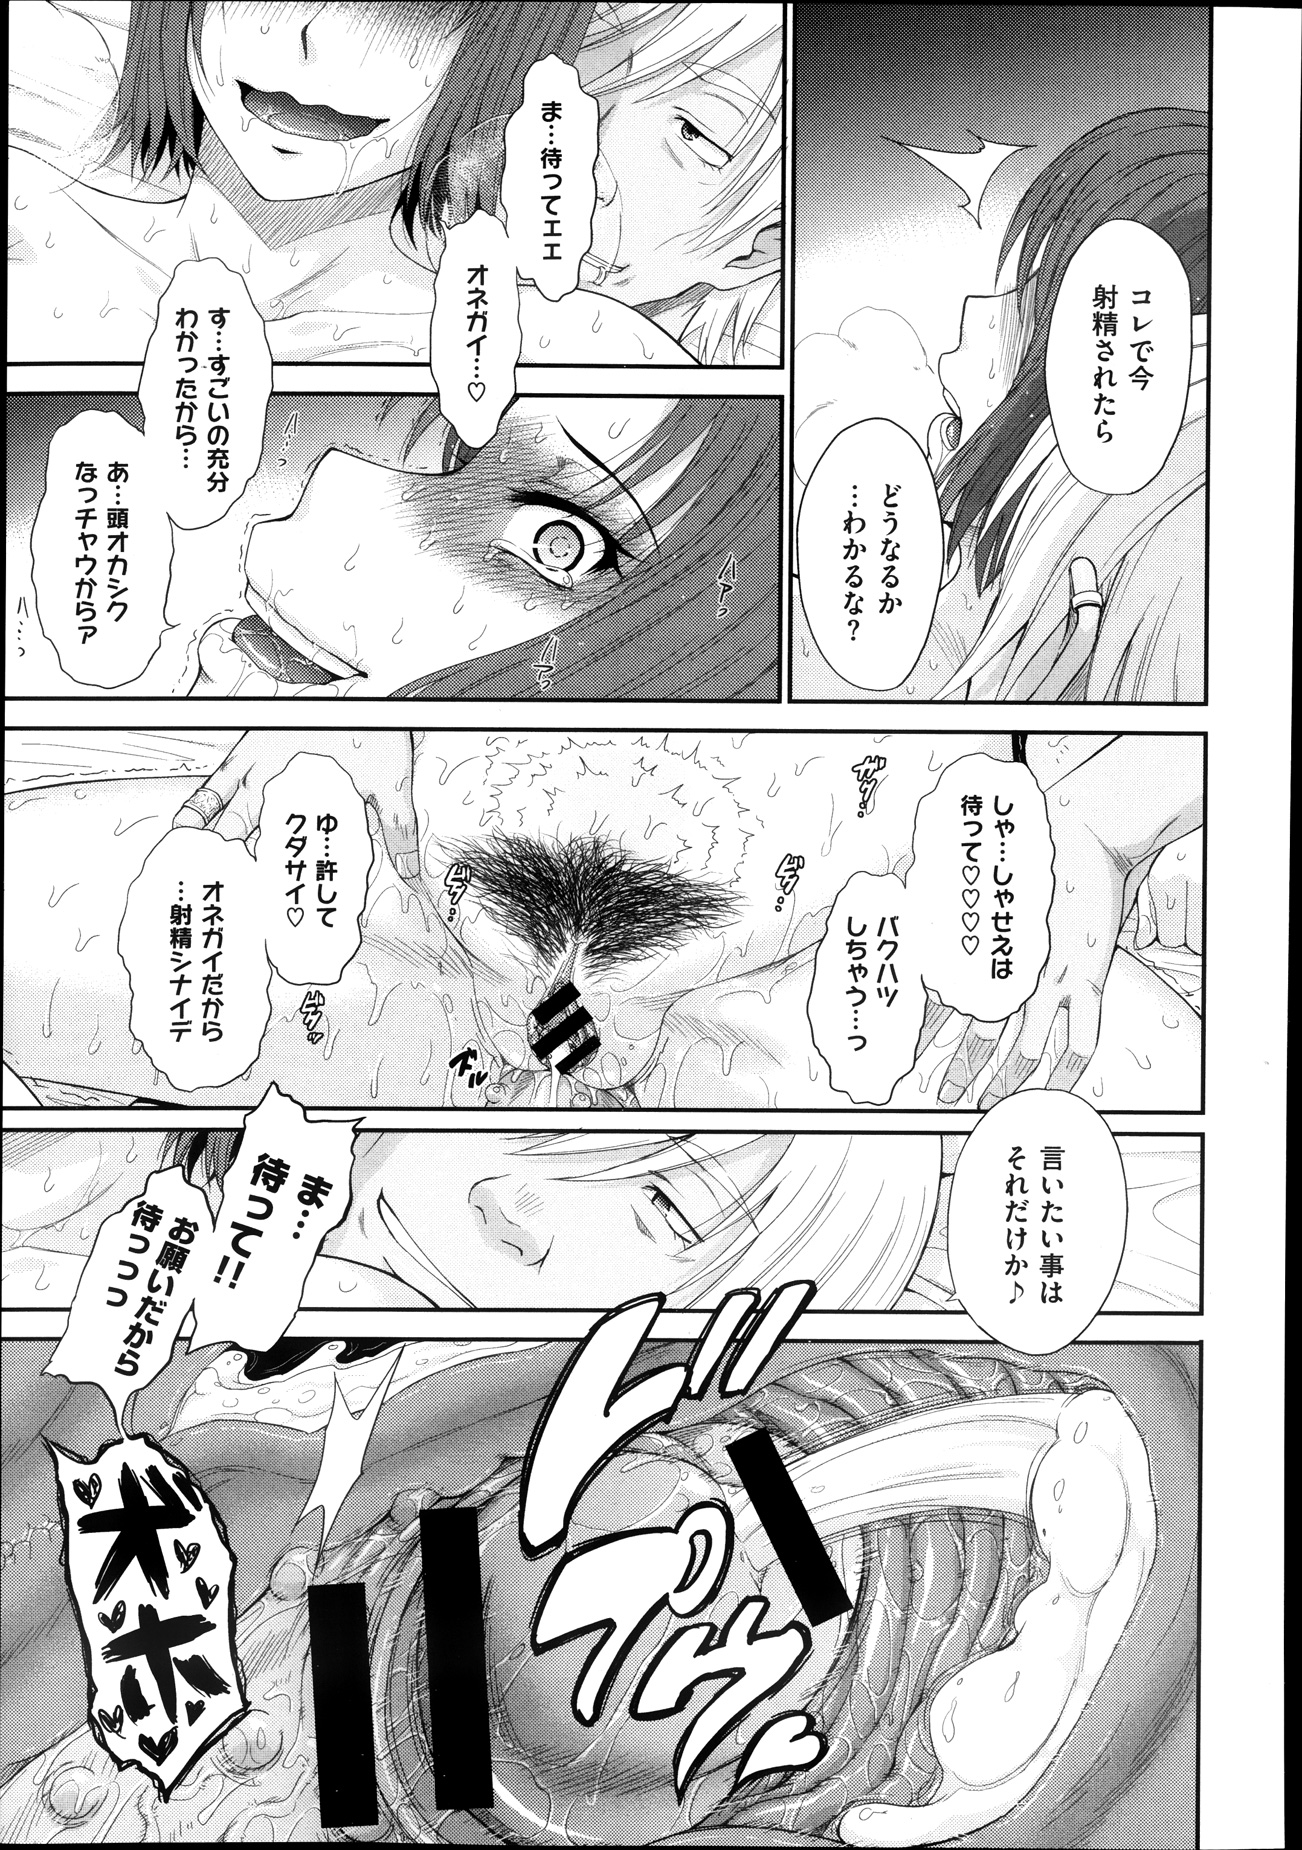 コレで今
射精されたら
どうなるか
…わかるな?
ま…待ってエエ
オネガイ…♡
す…すごいの充分
わかったから…
あ…頭オカシク
なっチャウからァ
しゃ…しゃせえは
待って♡♡♡♡
バクハツ
しちゃう…っ
ゆ…許して
クダサイ♡
オネガイだから
…射精シナイデ
言いたい事は
それだけか♪
ま…
待って!!
お願いだから
待っっっ
ドプゥ
オホ